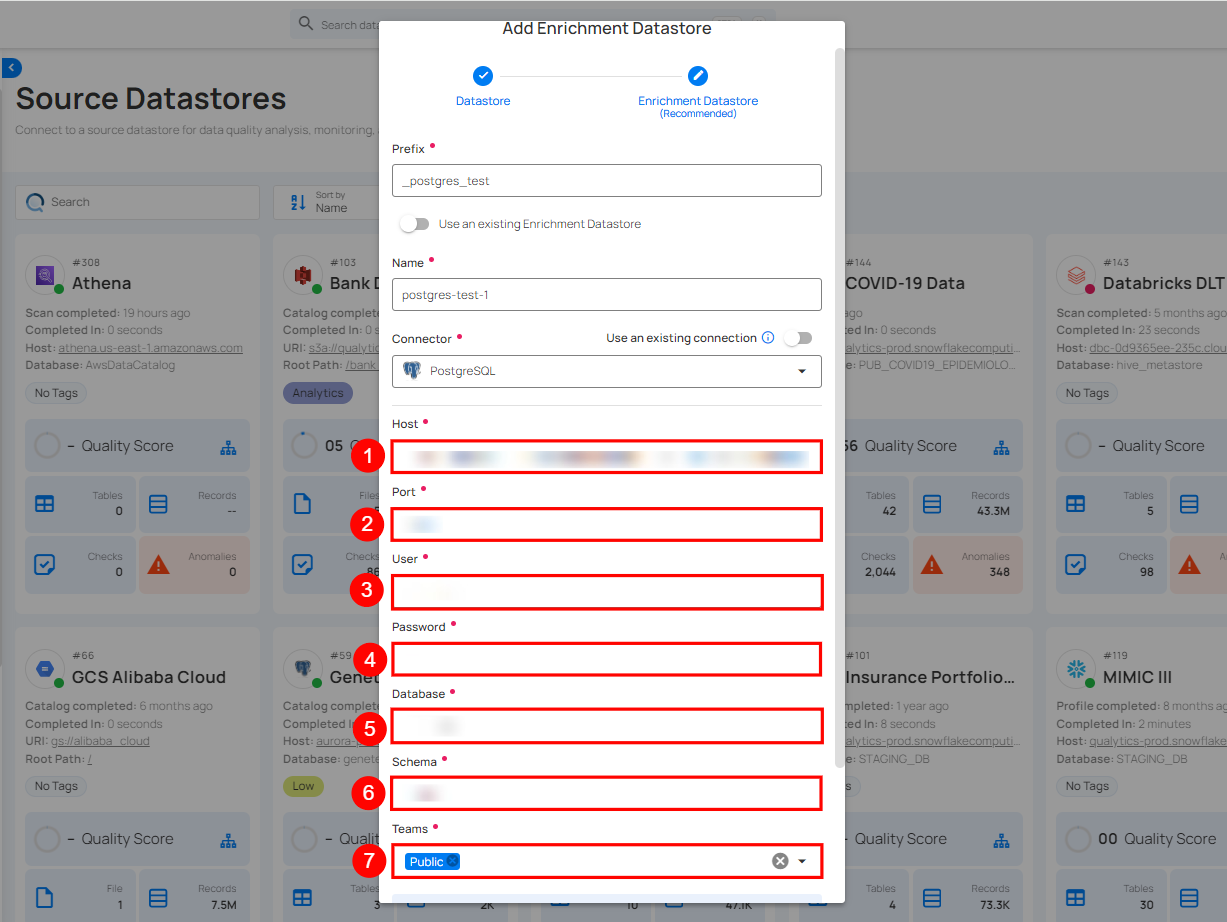 Search data
Add Enrichment Datastore
Datastore
Enrichment Datastore
(Recommended)
Source Datastores
Connect to a source datastore for data quality analysis, monitoring,
Search
Sort by
Name
Prefix
_postgres_test
Use an existing Enrichment Datastore
Name
postgres-test-1
Connector
Use an existing connection
PostgreSQL
Host
1
Port
2
User
3
Password
4
Database
5
Schema
6
Teams
7
Public
#308
Athena
Scan completed: 19 hours ago
Completed In: 0 seconds
Host: athena.us-east-1.amazonaws.com
Database: AwsDataCatalog
No Tags
– Quality Score
Tables
0
Records
--
Checks
0
Anomalies
0
#103
Bank D
Catalog complete
Completed In: 0 s
URI: s3a://qualytic
Root Path: /bank_
Analytics
05
Files
Checks
86
#144
COVID-19 Data
ago
ed In: 0 seconds
alytics-prod.snowflakecomputi...
e: PUB_COVID19_EPIDEMIOLO...
56 Quality Score
Tables
42
Records
43.3M
Checks
2,044
Anomalies
348
#143
Databricks DLT
Scan completed: 5 months ago
Completed In: 23 seconds
Host: dbc-0d9365ee-235c.clou
Database: hive_metastore
No Tags
– Quality Score
Tables
5
Checks
98
#66
GCS Alibaba Cloud
Catalog completed: 6 months ago
Completed In: 0 seconds
URI: gs://alibaba_cloud
Root Path: /
No Tags
– Quality Score
File
1
Records
7.5M
#59
Genet
Catalog complete
Completed In: 0 s
Host: aurora-p
Database: genete
Low
– Quali
Tables
3
2K
10
47.1K
#101
Insurance Portfolio...
mpleted: 1 year ago
ed In: 8 seconds
alytics-prod.snowflakecomputi...
e: STAGING_DB
s
- Quality Score
Tables
4
Records
73.3K
#119
MIMIC III
Profile completed: 8 months ago
Completed In: 2 minutes
Host: qualytics-prod.snowflakecomputi
Database: STAGING_DB
No Tags
00 Quality Score
Tables
30